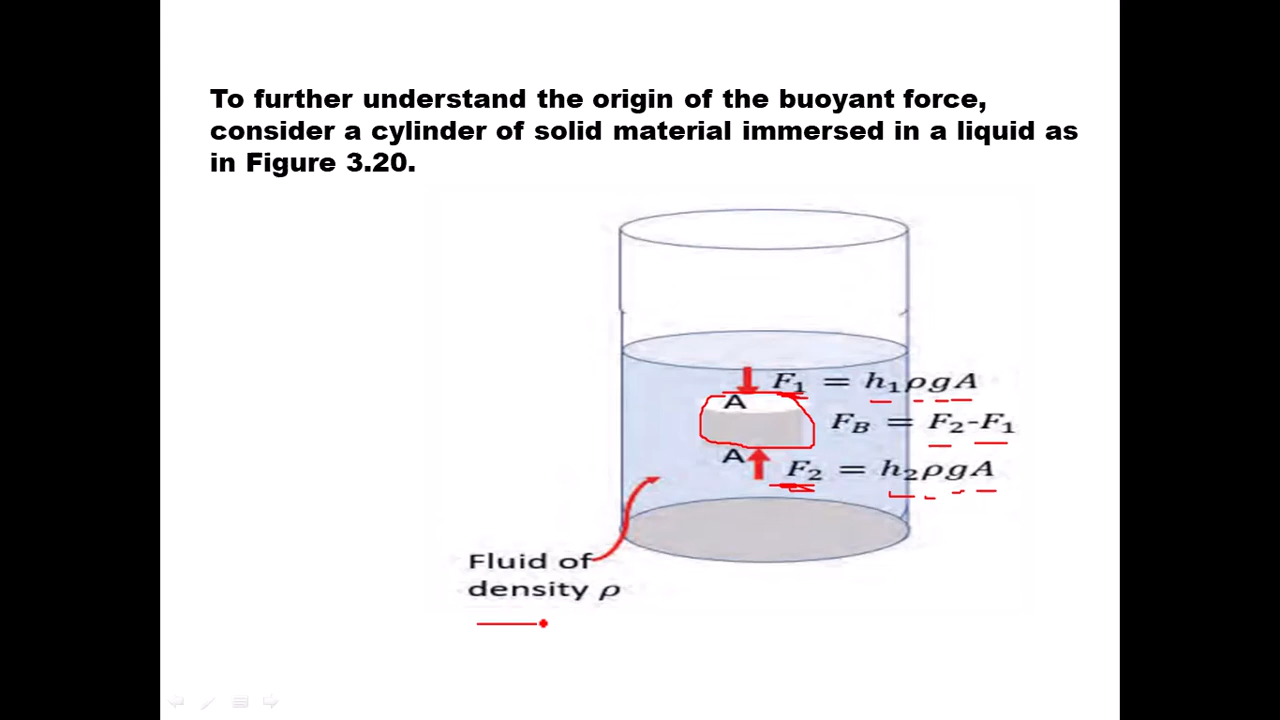 To further understand the origin of the buoyant force,
consider a cylinder of solid material immersed in a liquid as
in Figure 3.20.
F₁ = h₁ρgA
A
F_B = F₂-F₁
A
F₂ = h₂ρgA
Fluid of
density ρ